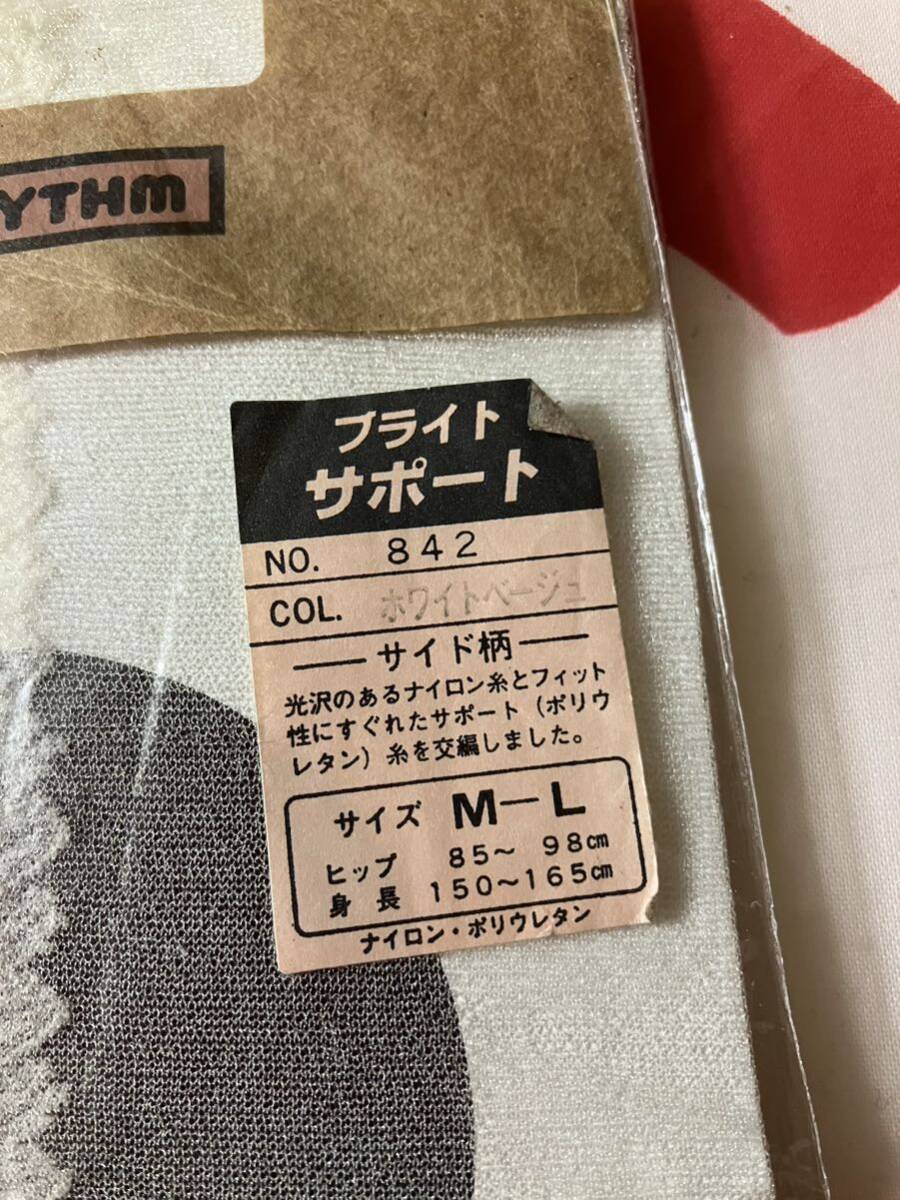 YTHm
ブライト
サポート
NO. 842
COL. ホワイトベージュ
サイド柄
光沢のあるナイロン糸とフィット
性にすぐれたサポート（ポリウ
レタン）糸を交編しました。
サイズ M-L
ヒップ 85～ 98cm
身長 150～165cm
ナイロン・ポリウレタン